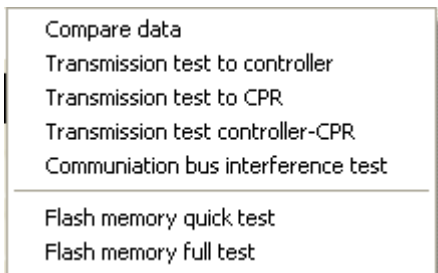 Compare data
Transmission test to controller
Transmission test to CPR
Transmission test controller-CPR
Communiation bus interference test
Flash memory quick test
Flash memory full test